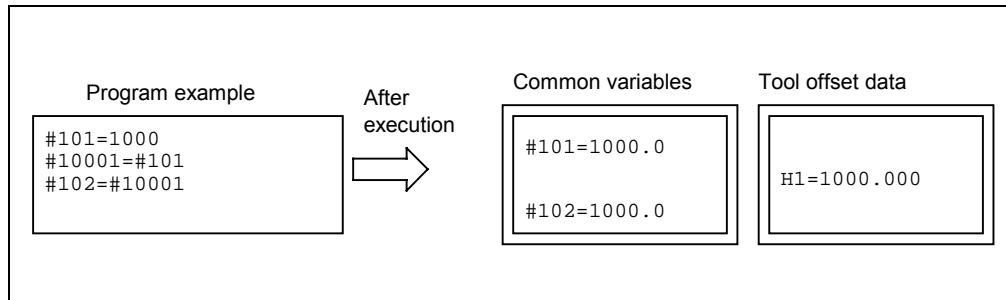 Program example
#101=1000
#10001=#101
#102=#10001
After
execution
Common variables
#101=1000.0
#102=1000.0
Tool offset data
H1=1000.000